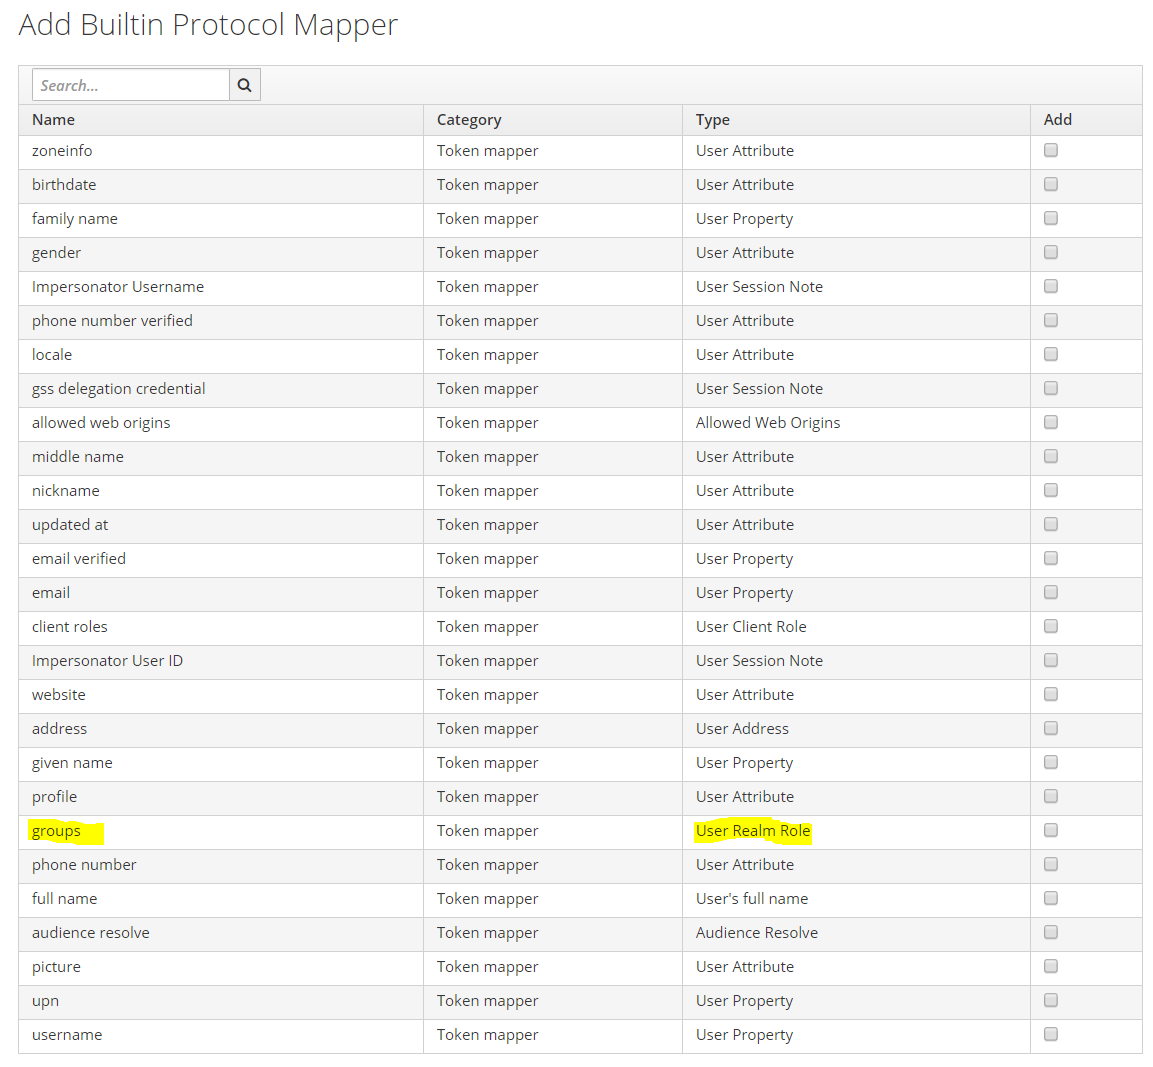 Add Builtin Protocol Mapper
Search...
Name Category Type Add
zoneinfo Token mapper User Attribute
birthdate Token mapper User Attribute
family name Token mapper User Property
gender Token mapper User Attribute
Impersonator Username Token mapper User Session Note
phone number verified Token mapper User Attribute
locale Token mapper User Attribute
gss delegation credential Token mapper User Session Note
allowed web origins Token mapper Allowed Web Origins
middle name Token mapper User Attribute
nickname Token mapper User Attribute
updated at Token mapper User Attribute
email verified Token mapper User Property
email Token mapper User Property
client roles Token mapper User Client Role
Impersonator User ID Token mapper User Session Note
website Token mapper User Attribute
address Token mapper User Address
given name Token mapper User Property
profile Token mapper User Attribute
groups Token mapper User Realm Role
phone number Token mapper User Attribute
full name Token mapper User's full name
audience resolve Token mapper Audience Resolve
picture Token mapper User Attribute
upn Token mapper User Property
username Token mapper User Property